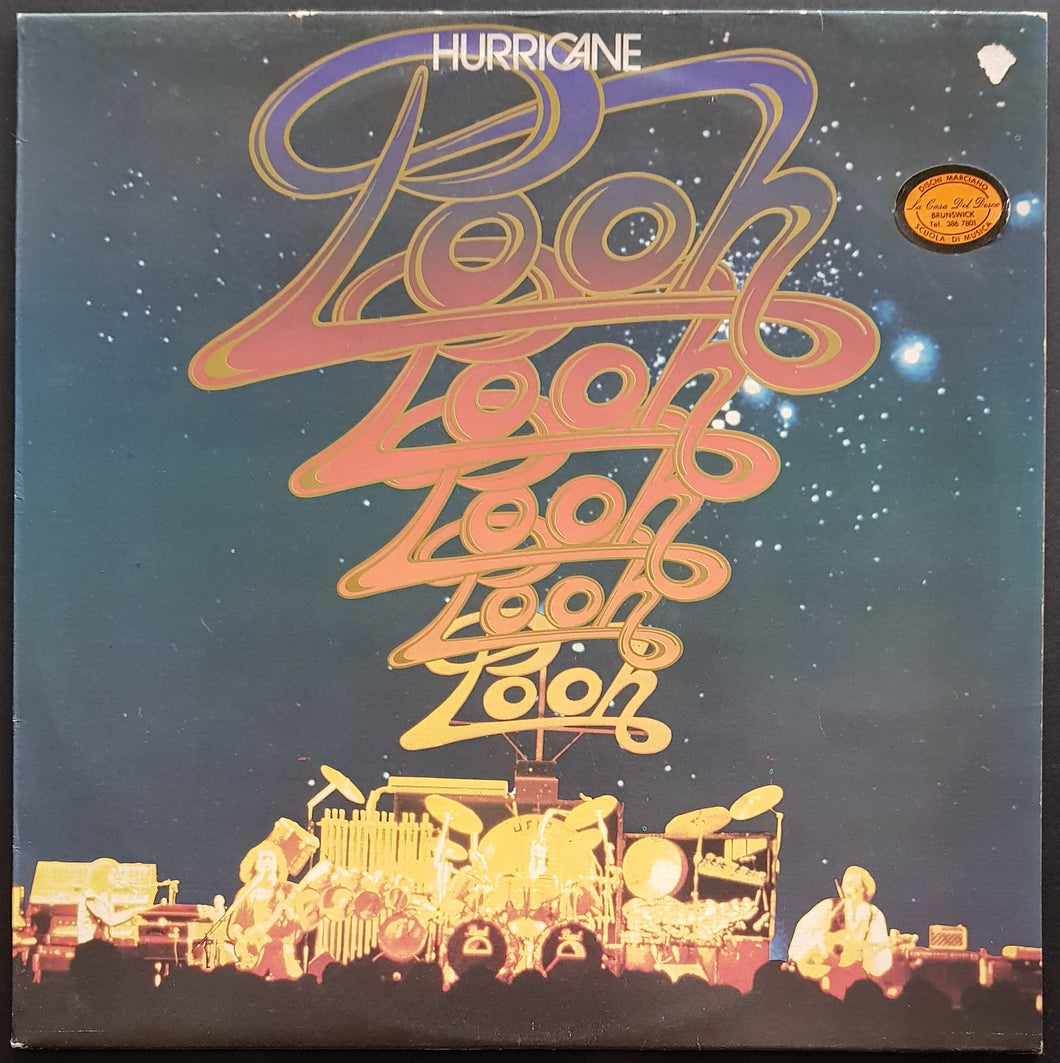 HURRICANE
Pooh
Pooh
Pooh
Pooh
Pooh
DISCHI MARCIANO
La Casa Del Disco
BRUNSWICK
Tel. 386 7801
SCUOLA DI MUSICA